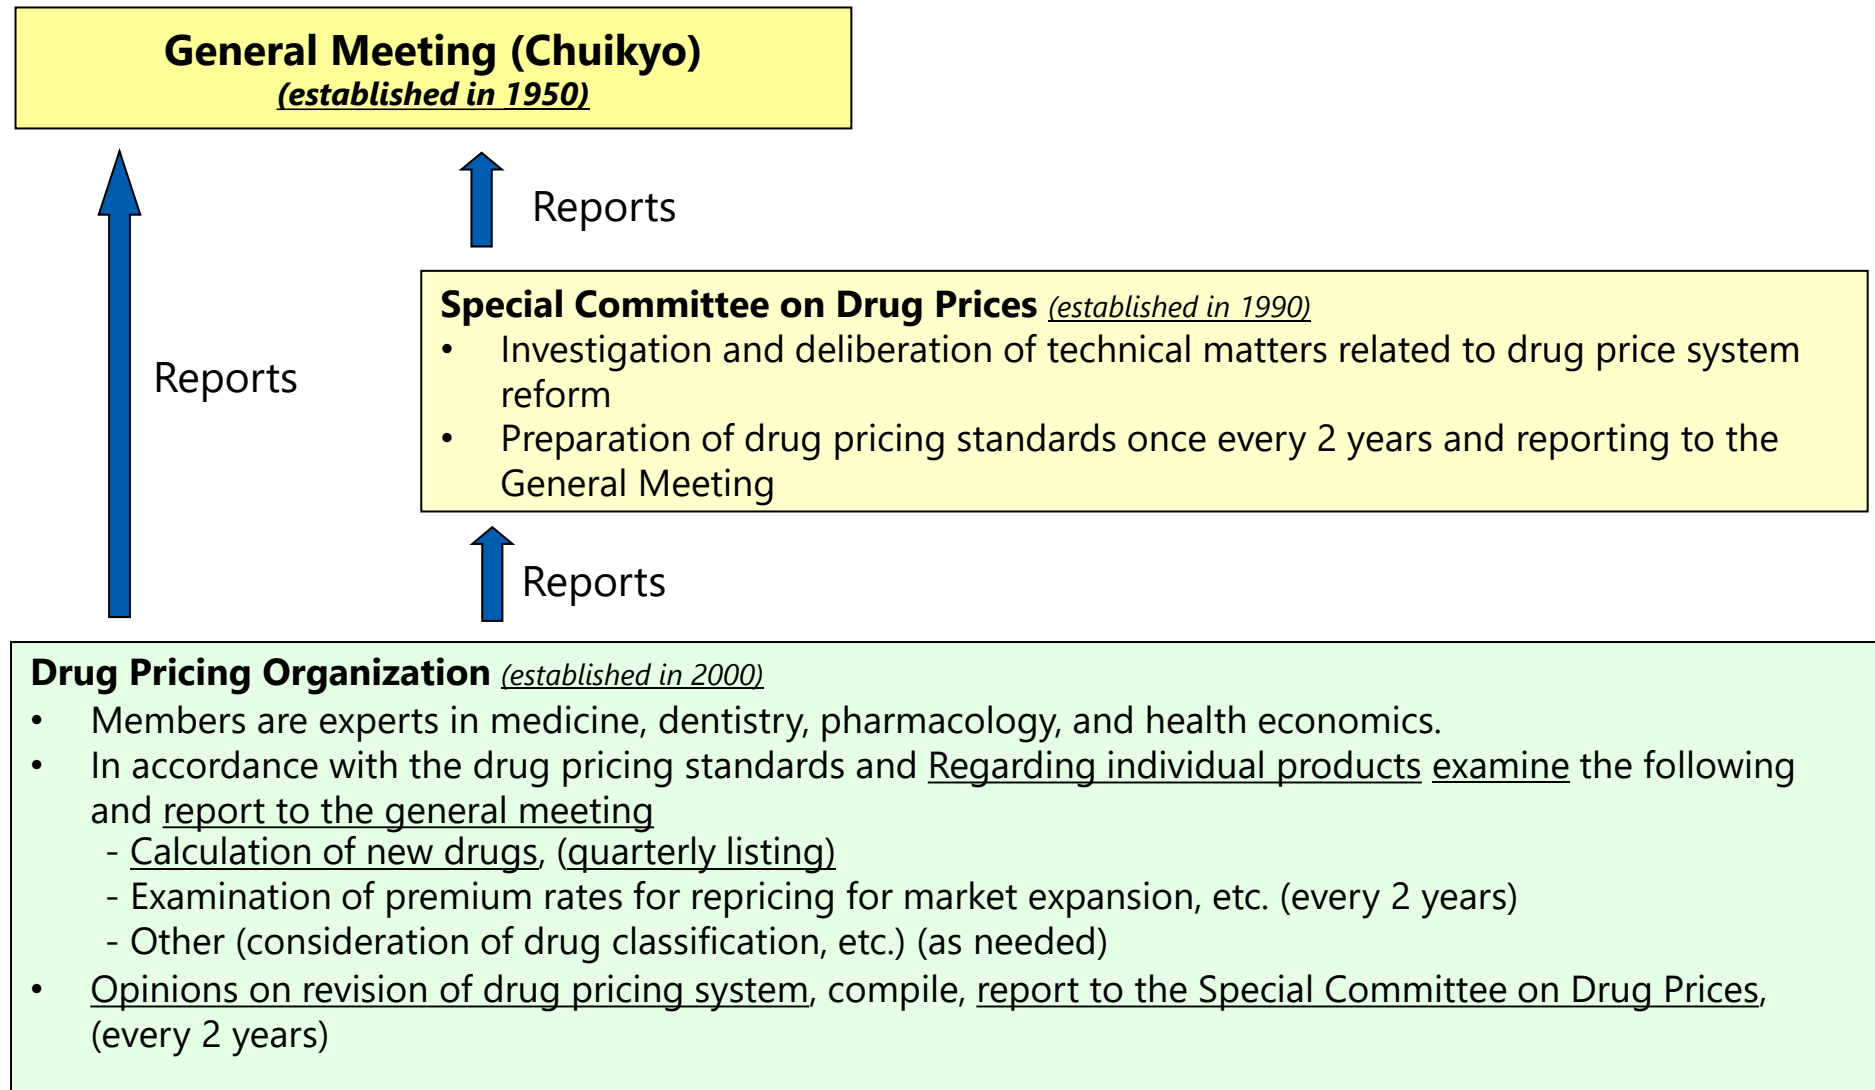 General Meeting (Chuikyo)
(established in 1950)
Reports
Reports
Special Committee on Drug Prices (established in 1990)
• Investigation and deliberation of technical matters related to drug price system
reform
• Preparation of drug pricing standards once every 2 years and reporting to the
General Meeting
Reports
Drug Pricing Organization (established in 2000)
• Members are experts in medicine, dentistry, pharmacology, and health economics.
• In accordance with the drug pricing standards and Regarding individual products examine the following
and report to the general meeting
- Calculation of new drugs, (quarterly listing)
- Examination of premium rates for repricing for market expansion, etc. (every 2 years)
- Other (consideration of drug classification, etc.) (as needed)
• Opinions on revision of drug pricing system, compile, report to the Special Committee on Drug Prices,
(every 2 years)